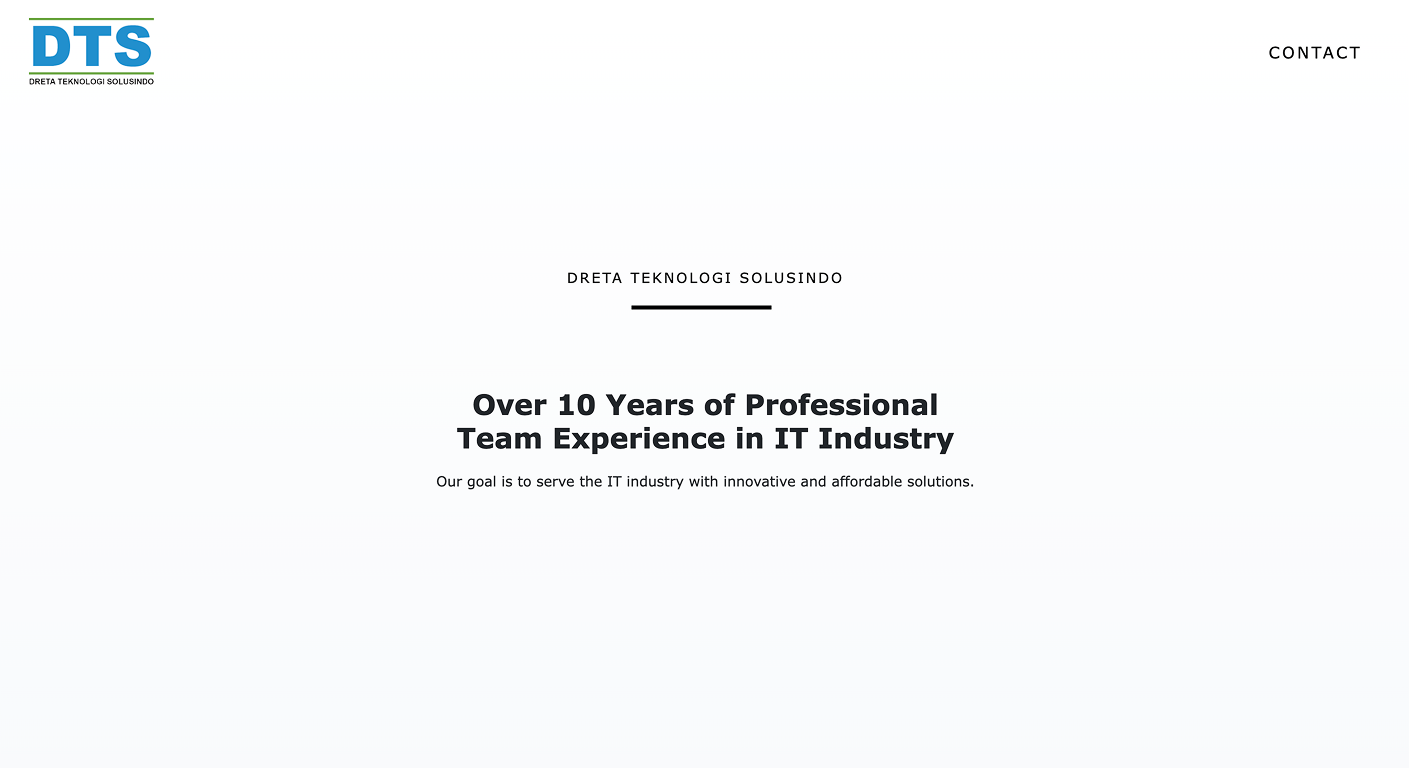 DTS
DRETA TEKNOLOGI SOLUSINDO
CONTACT
DRETA TEKNOLOGI SOLUSINDO
Over 10 Years of Professional
Team Experience in IT Industry
Our goal is to serve the IT industry with innovative and affordable solutions.